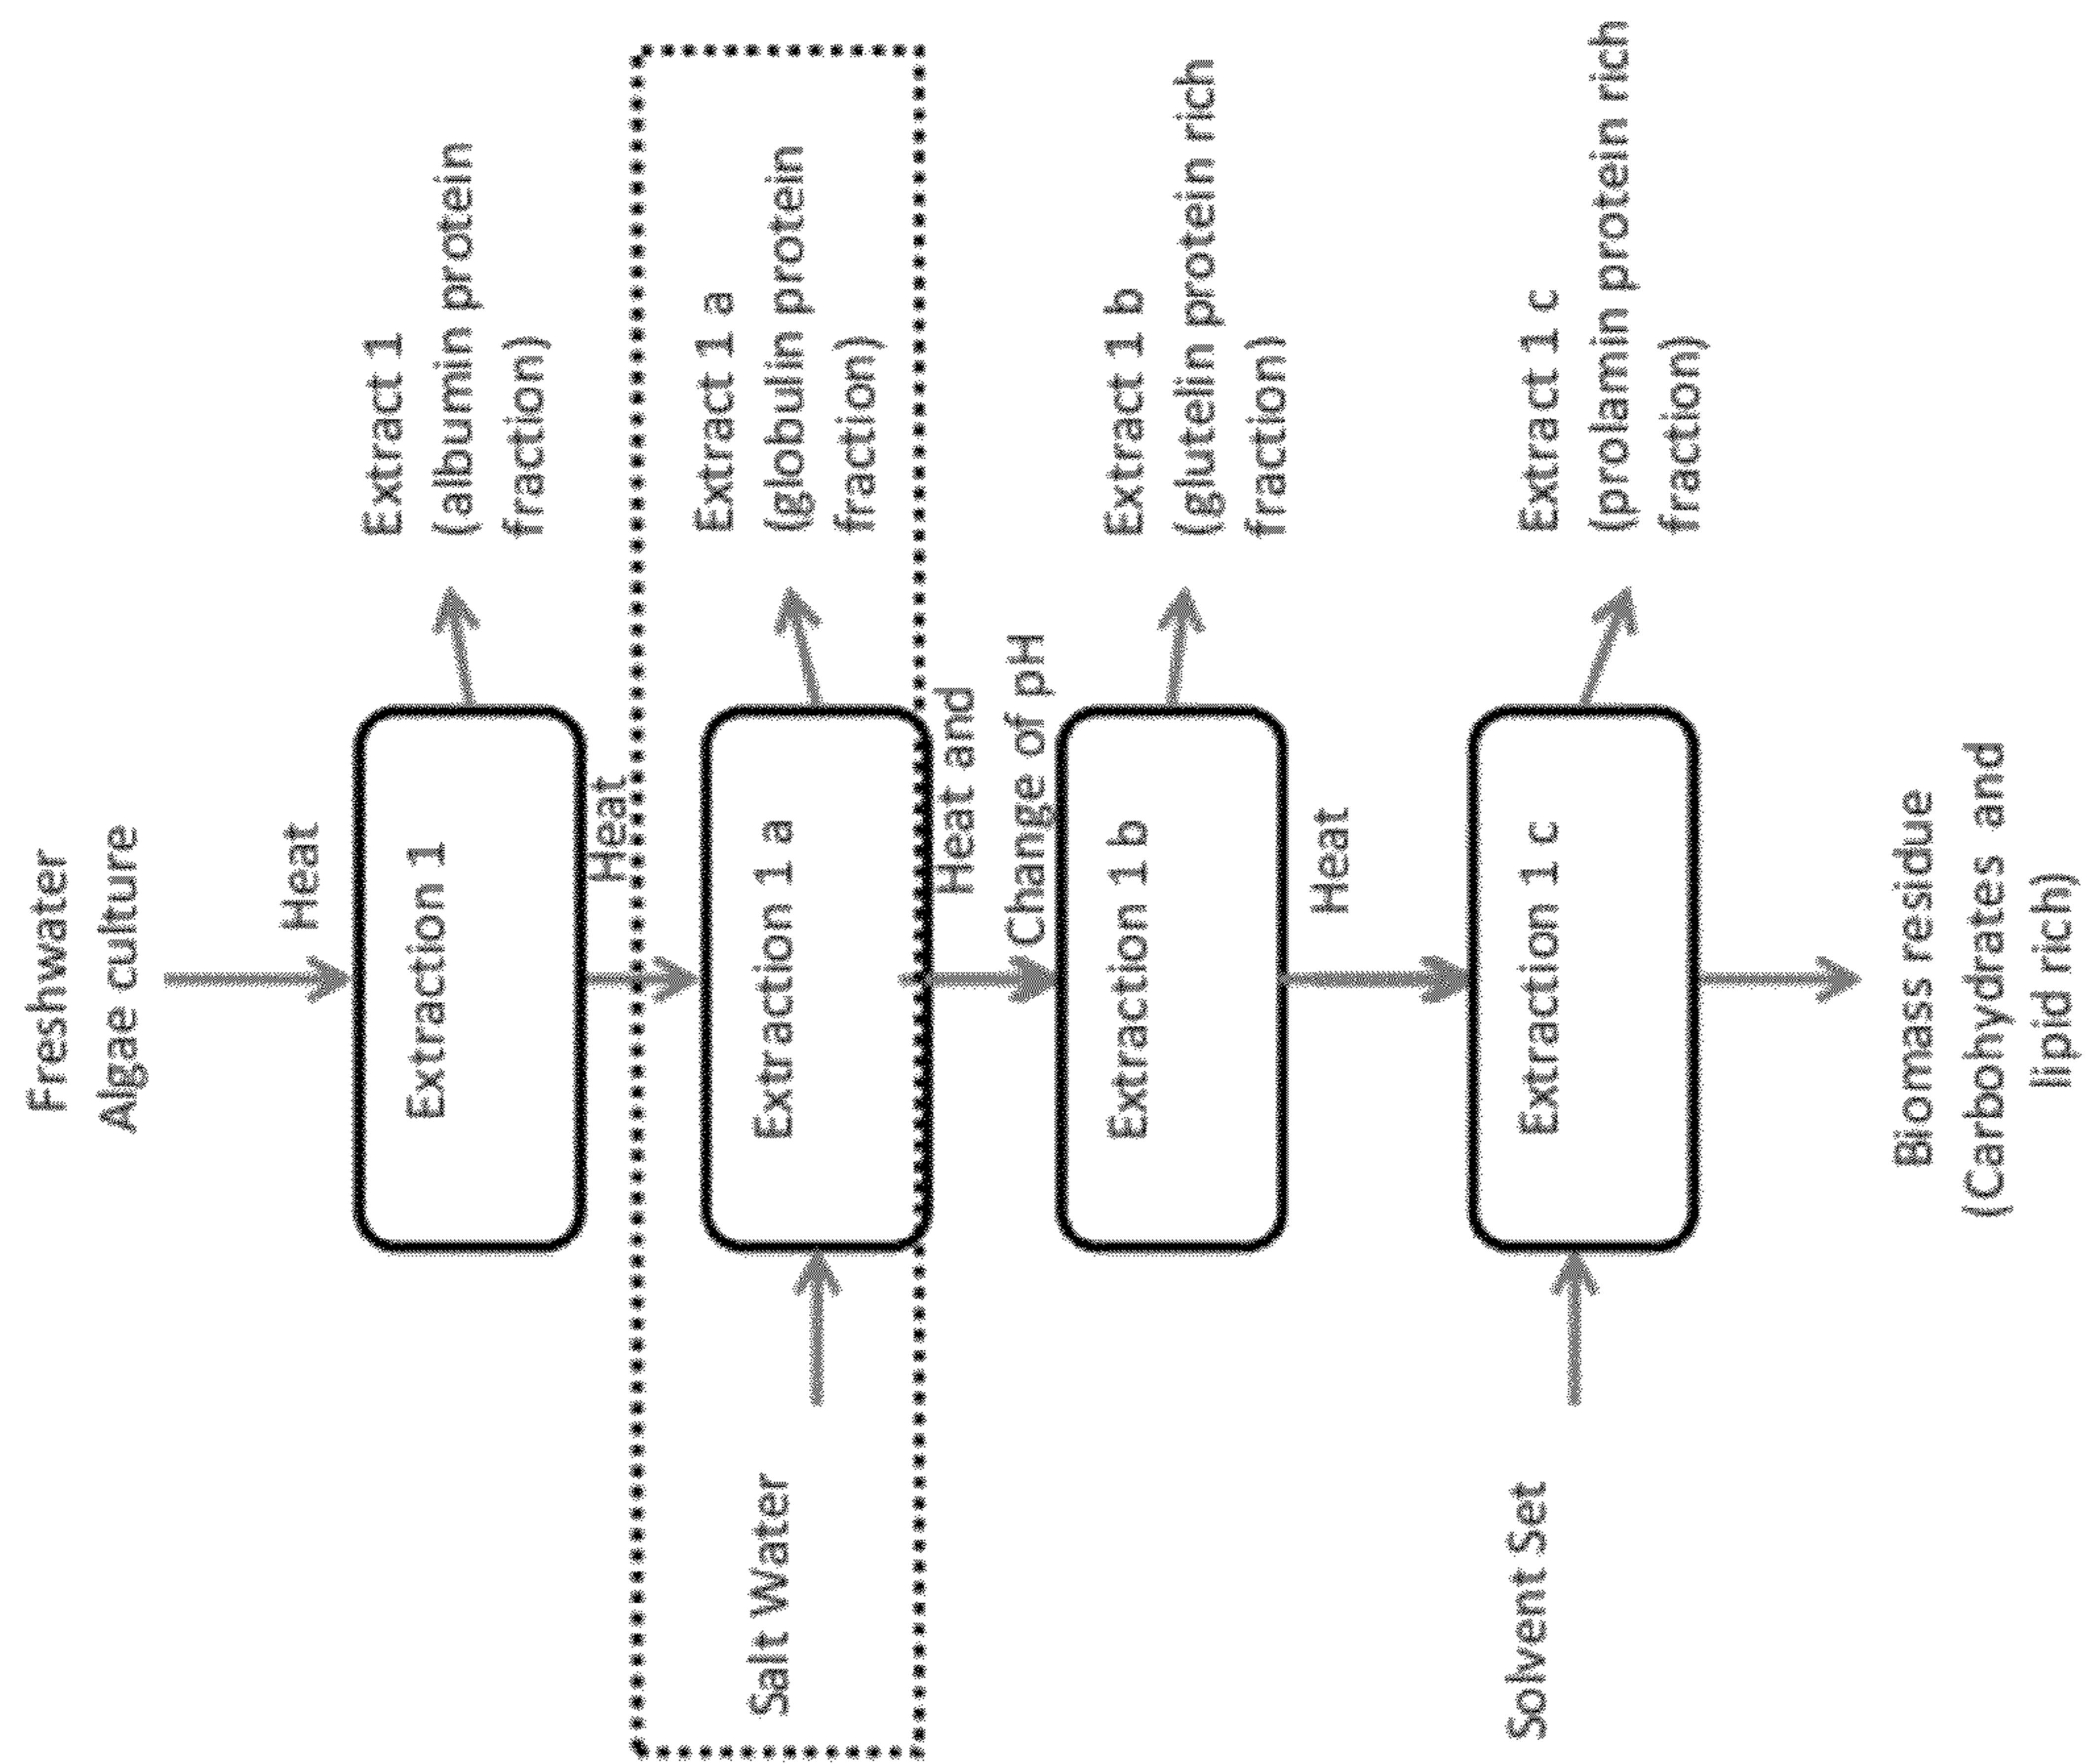 Freshwater
Algae culture
Heat
Extraction 1
Extract 1
(albumin protein
fraction)
Heat
Salt Water
Extraction 1 a
Extract 1 a
(globulin protein
fraction)
Heat and
Change of pH
Extraction 1 b
Extract 1 b
(glutelin protein rich
fraction)
Heat
Solvent Set
Extraction 1 c
Extract 1 c
(prolamin protein rich
fraction)
Biomass residue
(Carbohydrates and
lipid rich)